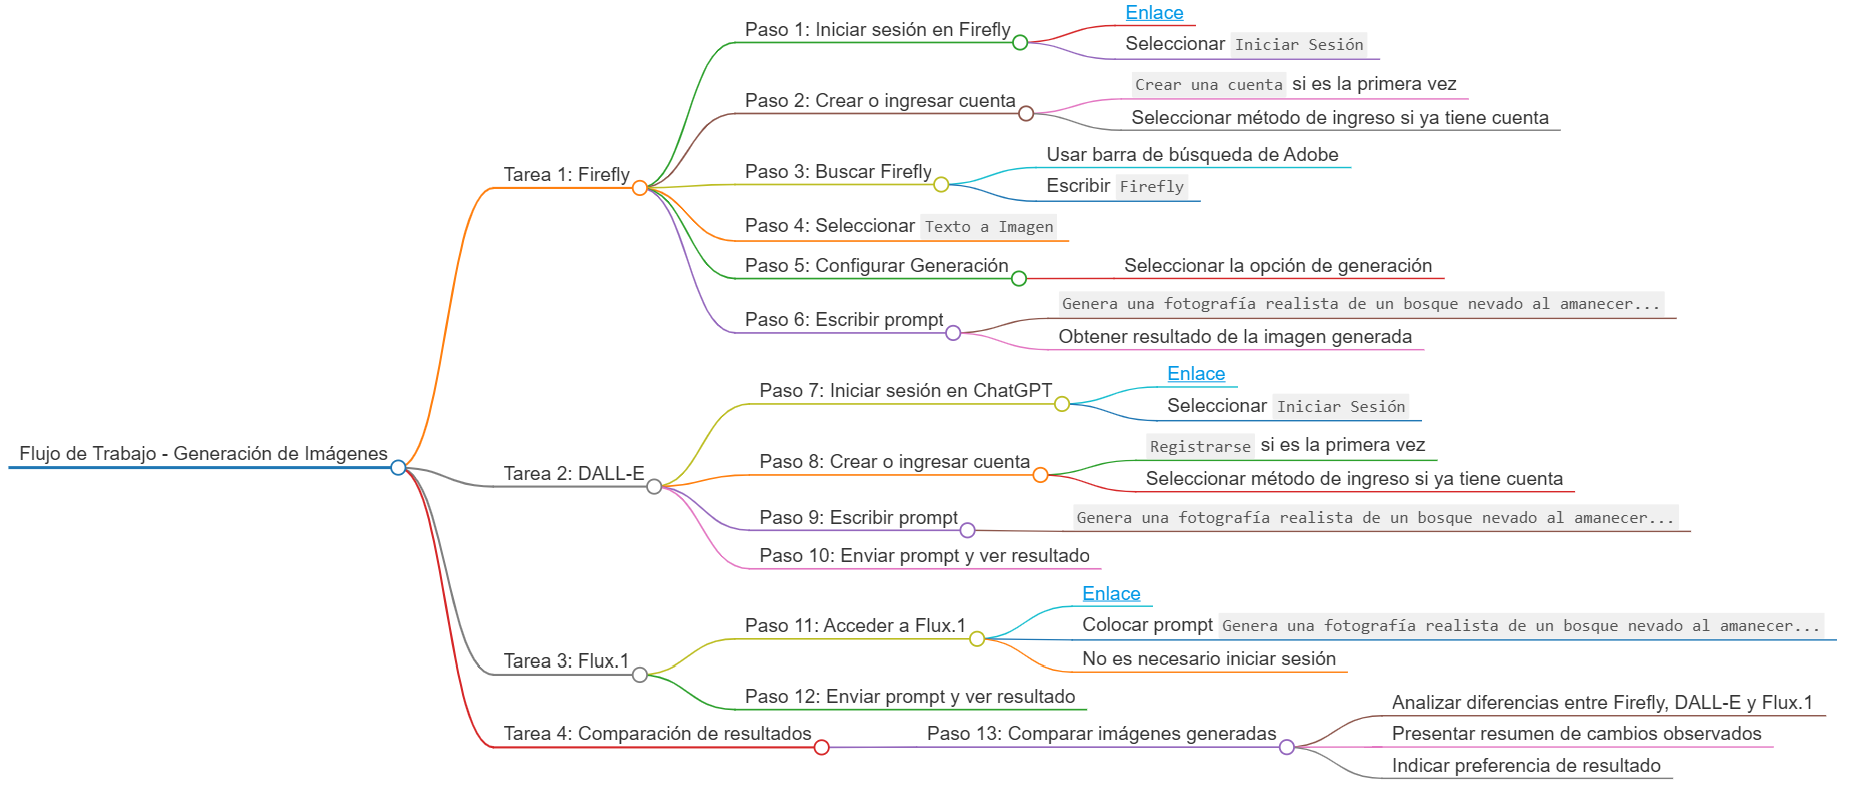 Flujo de Trabajo - Generación de Imágenes
Tarea 1: Firefly
Paso 1: Iniciar sesión en Firefly
Enlace
Seleccionar Iniciar Sesión
Paso 2: Crear o ingresar cuenta
Crear una cuenta si es la primera vez
Seleccionar método de ingreso si ya tiene cuenta
Paso 3: Buscar Firefly
Usar barra de búsqueda de Adobe
Escribir Firefly
Paso 4: Seleccionar Texto a Imagen
Paso 5: Configurar Generación
Seleccionar la opción de generación
Paso 6: Escribir prompt
Genera una fotografía realista de un bosque nevado al amanecer...
Obtener resultado de la imagen generada
Tarea 2: DALL-E
Paso 7: Iniciar sesión en ChatGPT
Enlace
Seleccionar Iniciar Sesión
Paso 8: Crear o ingresar cuenta
Registrarse si es la primera vez
Seleccionar método de ingreso si ya tiene cuenta
Paso 9: Escribir prompt
Genera una fotografía realista de un bosque nevado al amanecer...
Paso 10: Enviar prompt y ver resultado
Tarea 3: Flux.1
Paso 11: Acceder a Flux.1
Enlace
Colocar prompt Genera una fotografía realista de un bosque nevado al amanecer...
No es necesario iniciar sesión
Paso 12: Enviar prompt y ver resultado
Tarea 4: Comparación de resultados
Paso 13: Comparar imágenes generadas
Analizar diferencias entre Firefly, DALL-E y Flux.1
Presentar resumen de cambios observados
Indicar preferencia de resultado